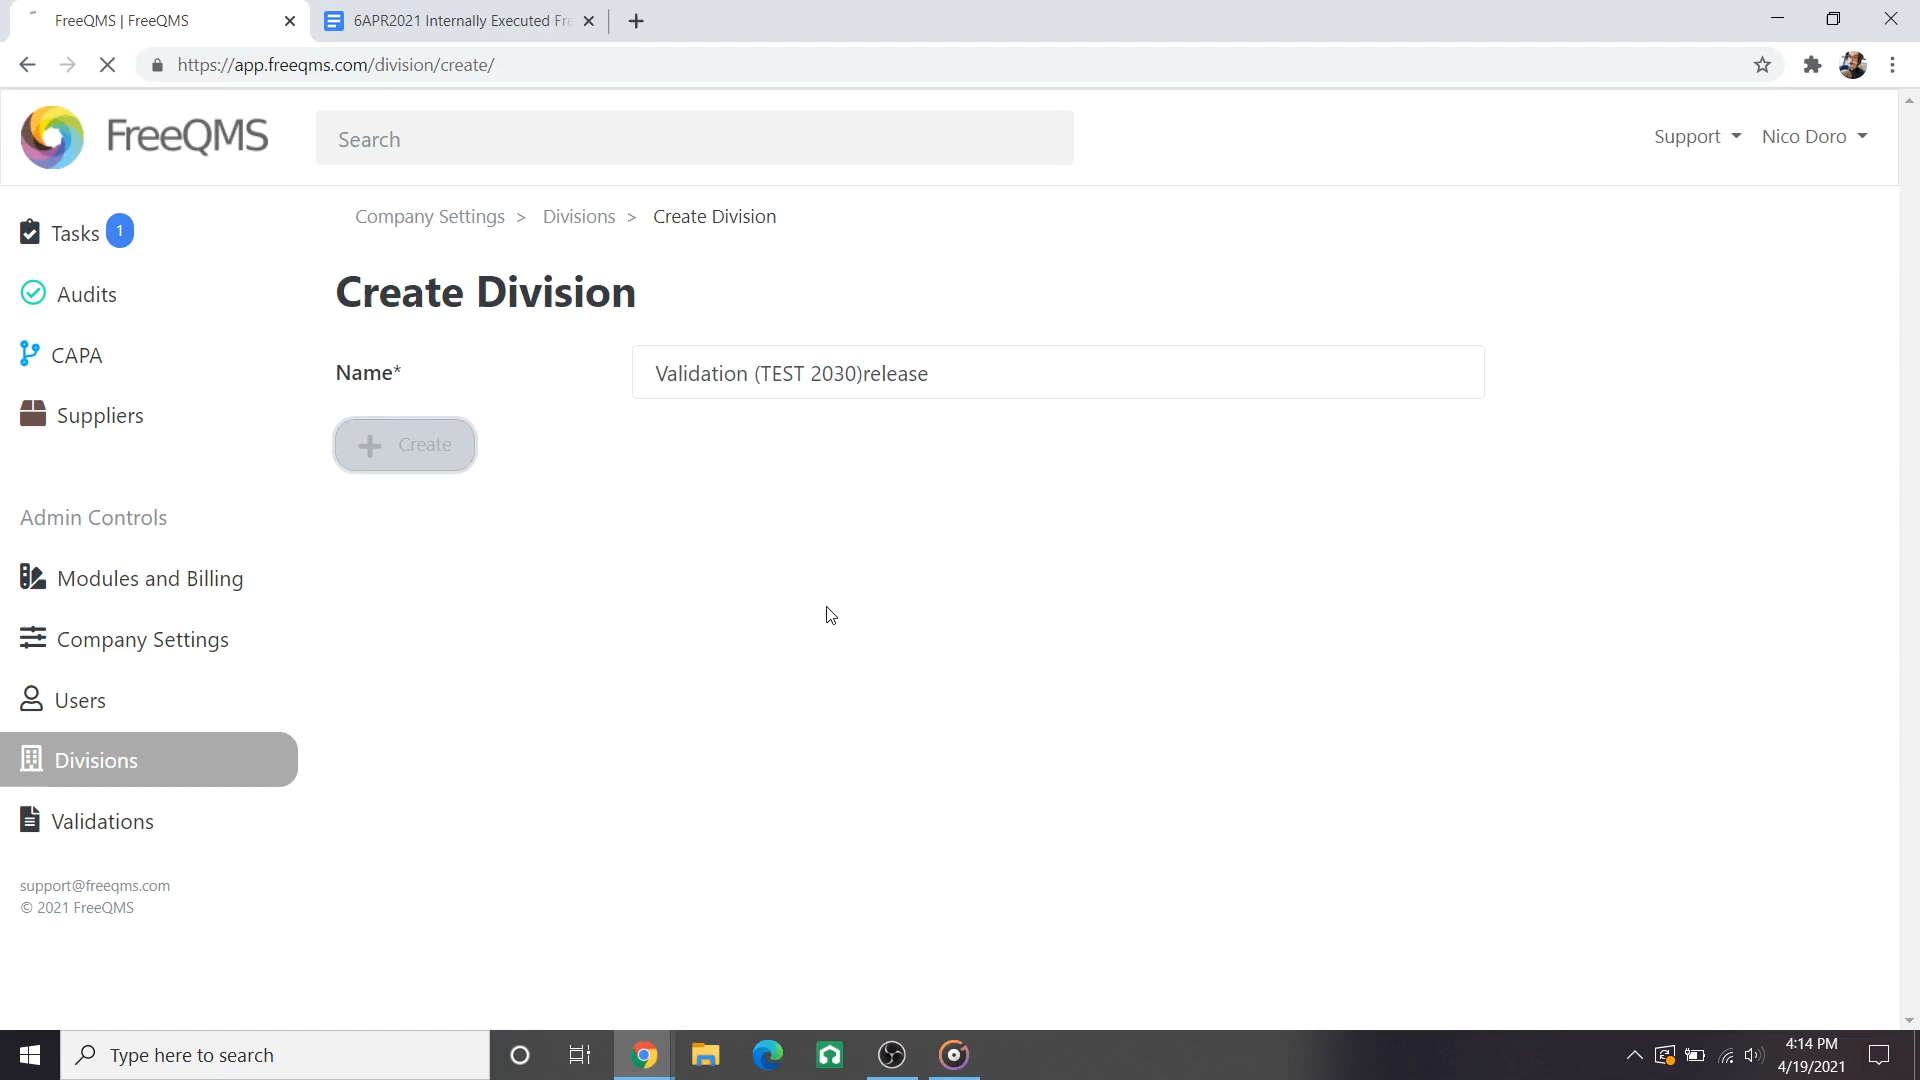 FreeQMS | FreeQMS
6APR2021 Internally Executed Fre
https://app.freeqms.com/division/create/
FreeQMS
Search
Support
Nico Doro
Tasks 1
Company Settings > Divisions > Create Division
Audits
Create Division
CAPA
Name*
Validation (TEST 2030)release
Suppliers
Create
Admin Controls
Modules and Billing
Company Settings
Users
Divisions
Validations
support@freeqms.com
© 2021 FreeQMS
Type here to search
4:14 PM
4/19/2021